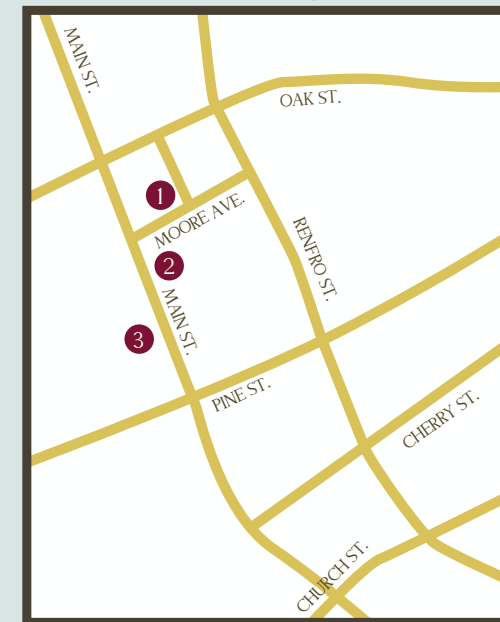 MAIN ST.
OAK ST.
1
MOORE AVE.
RENFRO ST.
2
MAIN ST.
3
PINE ST.
CHERRY ST.
CHURCH ST.